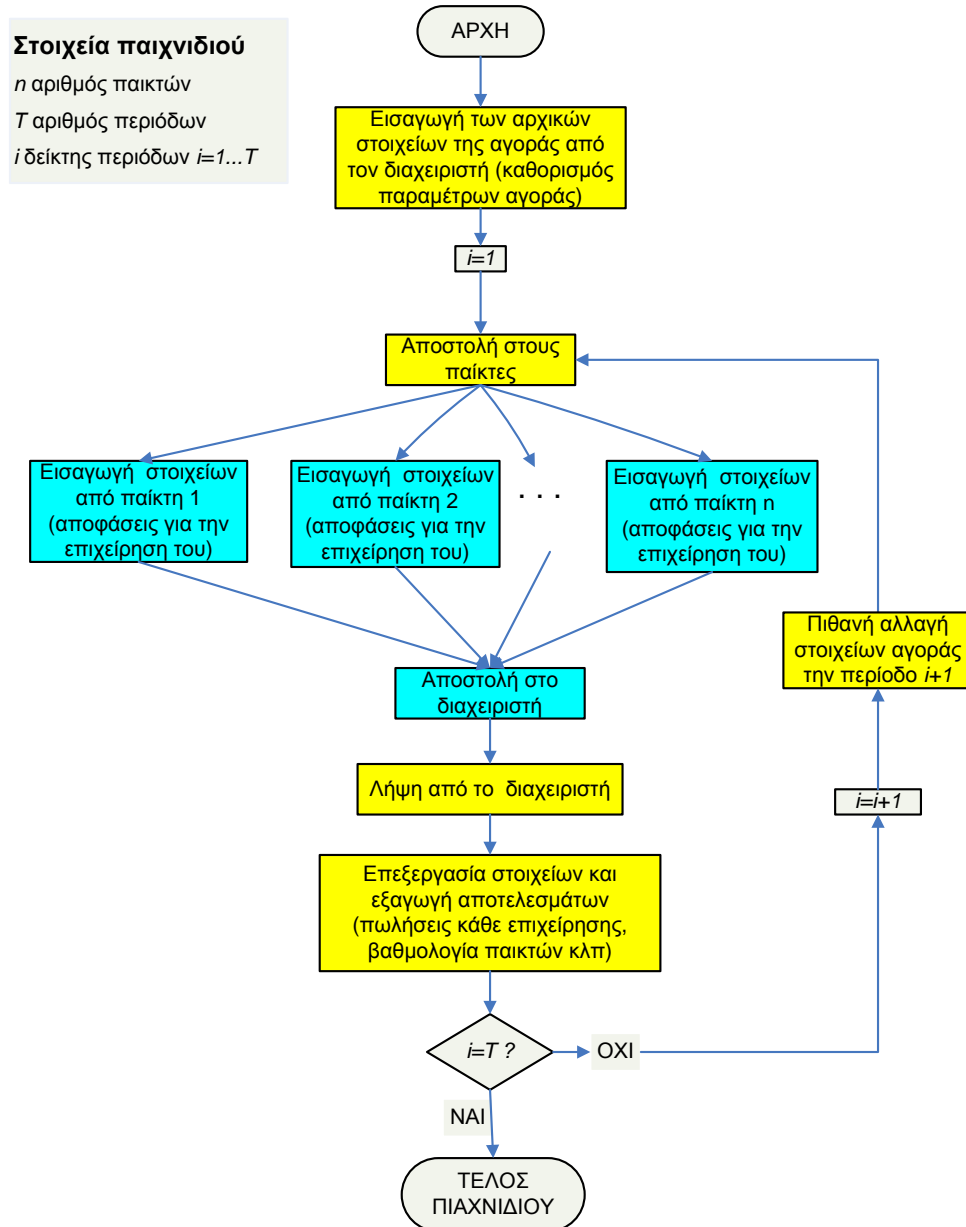 Στοιχεία παιχνιδιού
n αριθμός παικτών
T αριθμός περιόδων
i δείκτης περιόδων i=1...T
ΑΡΧΗ
Εισαγωγή των αρχικών
στοιχείων της αγοράς από
τον διαχειριστή (καθορισμός
παραμέτρων αγοράς)
i=1
Αποστολή στους
παίκτες
Εισαγωγή στοιχείων
από παίκτη 1
(αποφάσεις για την
επιχείρηση του)
Εισαγωγή στοιχείων
από παίκτη 2
(αποφάσεις για την
επιχείρηση του)
. . .
Εισαγωγή στοιχείων
από παίκτη n
(αποφάσεις για την
επιχείρηση του)
Πιθανή αλλαγή
στοιχείων αγοράς
την περίοδο i+1
Αποστολή στο
διαχειριστή
Λήψη από το διαχειριστή
i=i+1
Επεξεργασία στοιχείων και
εξαγωγή αποτελεσμάτων
(πωλήσεις κάθε επιχείρησης,
βαθμολογία παικτών κλπ)
i=T ?
ΟΧΙ
ΝΑΙ
ΤΕΛΟΣ
ΠΙΑΧΝΙΔΙΟΥ